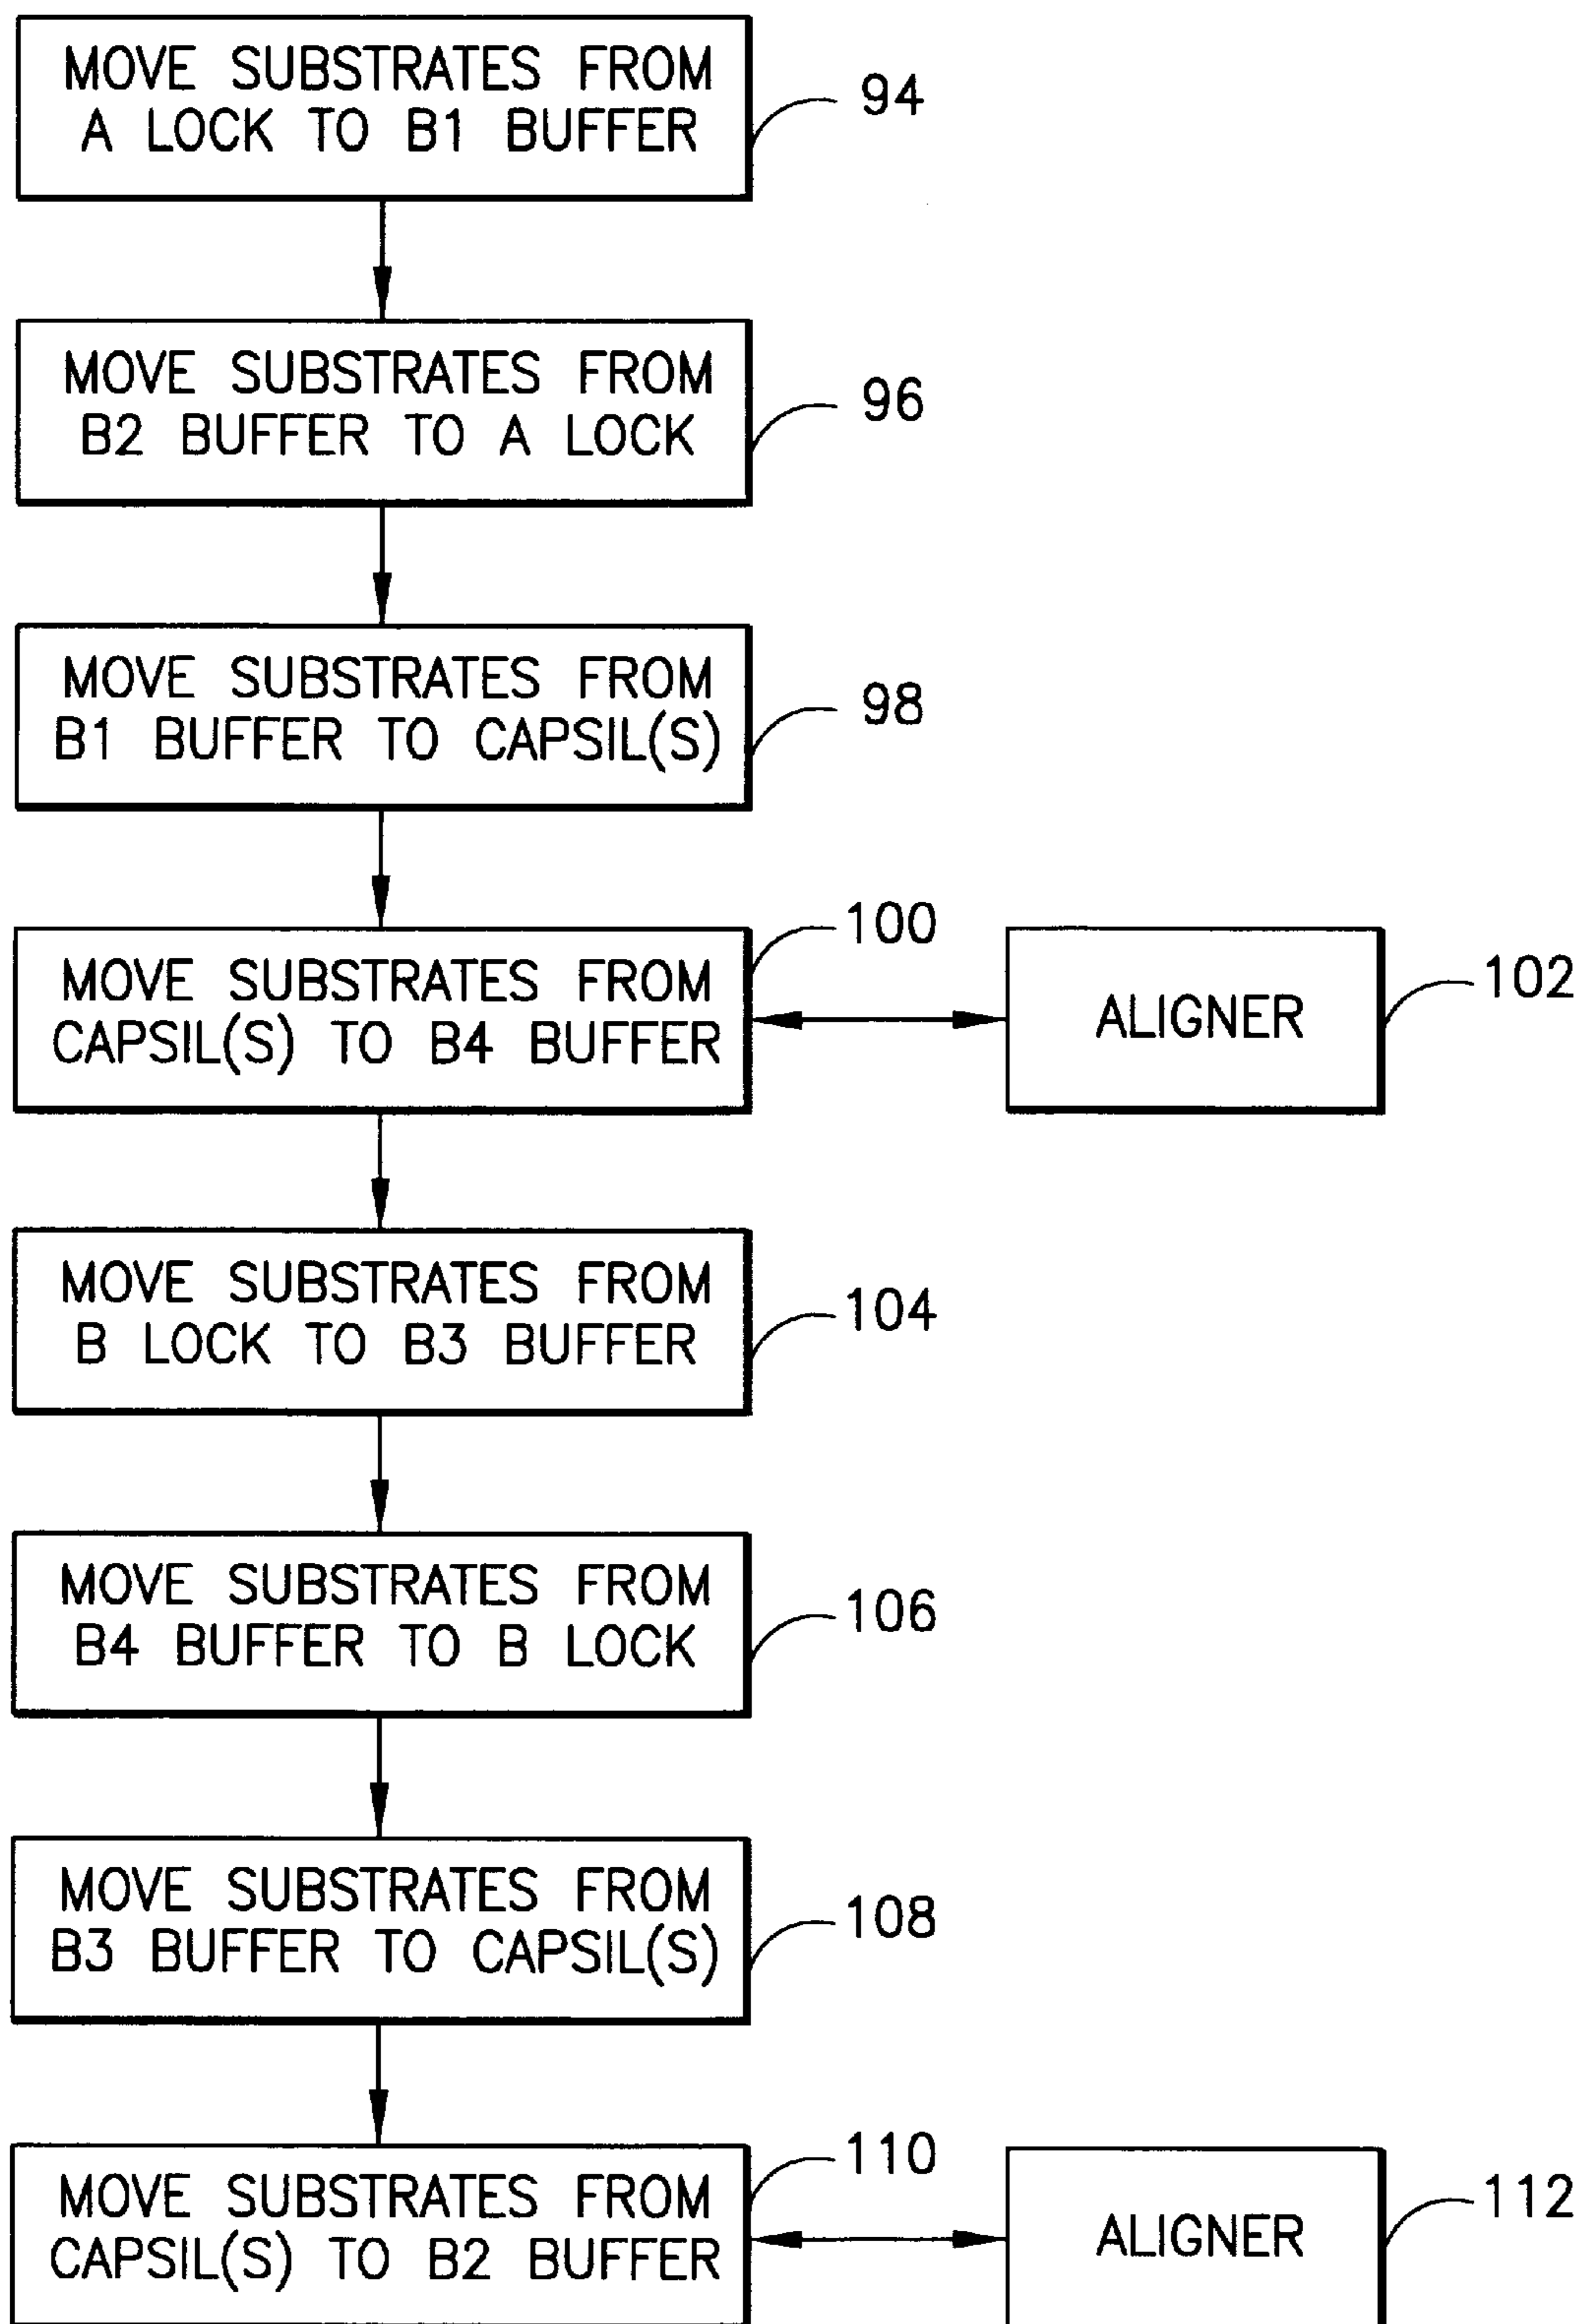 MOVE SUBSTRATES FROM
A LOCK TO B1 BUFFER
94
MOVE SUBSTRATES FROM
B2 BUFFER TO A LOCK
96
MOVE SUBSTRATES FROM
B1 BUFFER TO CAPSIL(S)
98
MOVE SUBSTRATES FROM
CAPSIL(S) TO B4 BUFFER
100
ALIGNER
102
MOVE SUBSTRATES FROM
B LOCK TO B3 BUFFER
104
MOVE SUBSTRATES FROM
B4 BUFFER TO B LOCK
106
MOVE SUBSTRATES FROM
B3 BUFFER TO CAPSIL(S)
108
MOVE SUBSTRATES FROM
CAPSIL(S) TO B2 BUFFER
110
ALIGNER
112